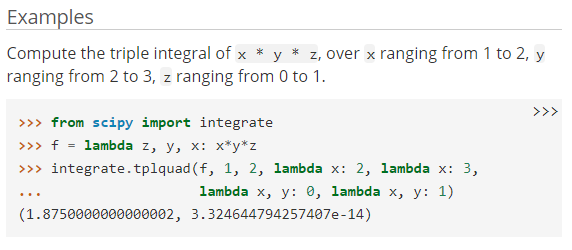 Examples
Compute the triple integral of x * y * z, over x ranging from 1 to 2, y
ranging from 2 to 3, z ranging from 0 to 1.
>>>
>>> from scipy import integrate
>>> f = lambda z, y, x: x*y*z
>>> integrate.tplquad(f, 1, 2, lambda x: 2, lambda x: 3,
...                   lambda x, y: 0, lambda x, y: 1)
(1.8750000000000002, 3.324644794257407e-14)